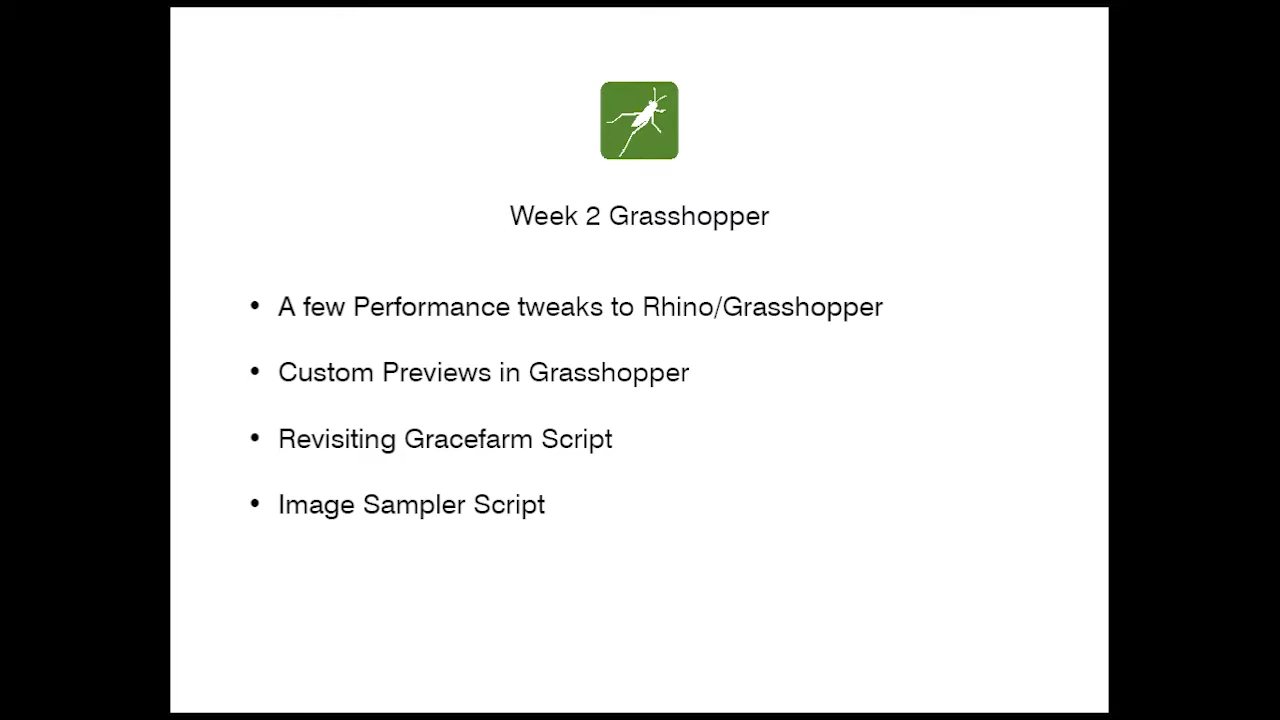 Week 2 Grasshopper
• A few Performance tweaks to Rhino/Grasshopper
• Custom Previews in Grasshopper
• Revisiting Gracefarm Script
• Image Sampler Script